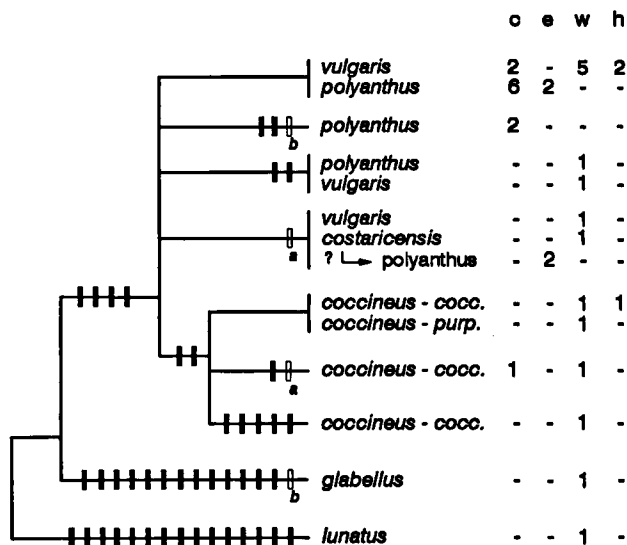 c e w h
vulgaris 2 - 5 2
polyanthus 6 2 - -
b polyanthus 2 - - -
polyanthus - - 1 -
vulgaris - - 1 -
vulgaris - - 1 -
costaricensis - - 1 -
a ? polyanthus - 2 - -
coccineus - cocc. - - 1 h
coccineus - purp. - - 1 -
a coccineus - cocc. 1 - 1 -
coccineus - cocc. - - 1 -
b glabellus - - 1 -
lunatus - - 1 -